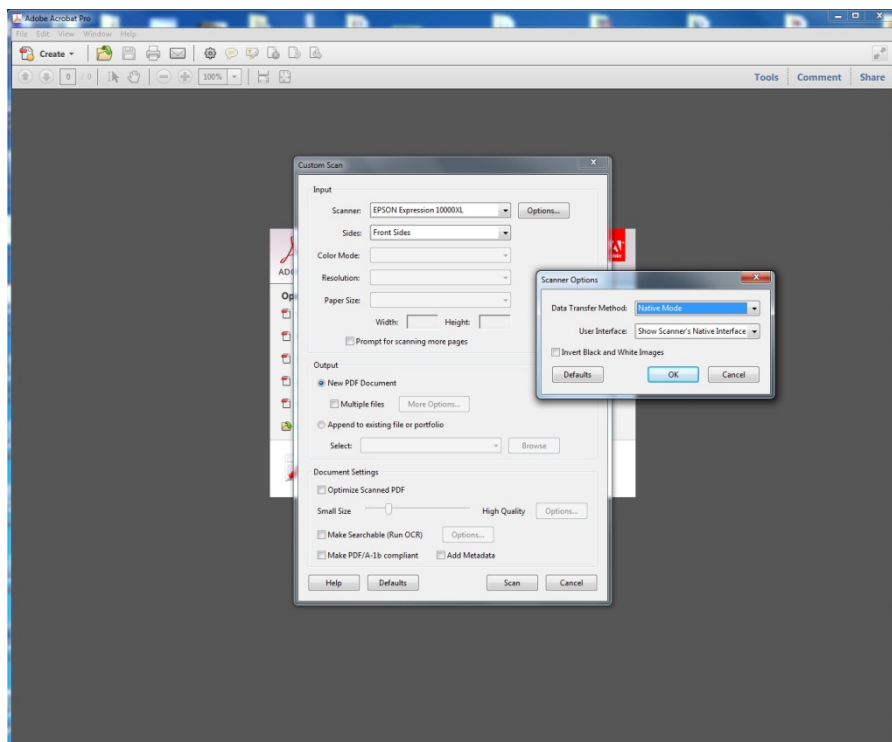 Adobe Acrobat Pro
File Edit View Window Help
Create
0 / 0 100% Tools Comment Share
Custom Scan
Input
Scanner: EPSON Expression 10000XL Options...
Sides: Front Sides
Color Mode:
Resolution:
Paper Size:
Width: Height:
Prompt for scanning more pages
Output
New PDF Document
Multiple files More Options...
Append to existing file or portfolio
Select: Browse
Document Settings
Optimize Scanned PDF
Small Size High Quality Options...
Make Searchable (Run OCR) Options...
Make PDF/A-1b compliant Add Metadata
Help Defaults Scan Cancel
Scanner Options
Data Transfer Method: Native Mode
User Interface: Show Scanner's Native Interface
Invert Black and White Images
Defaults OK Cancel